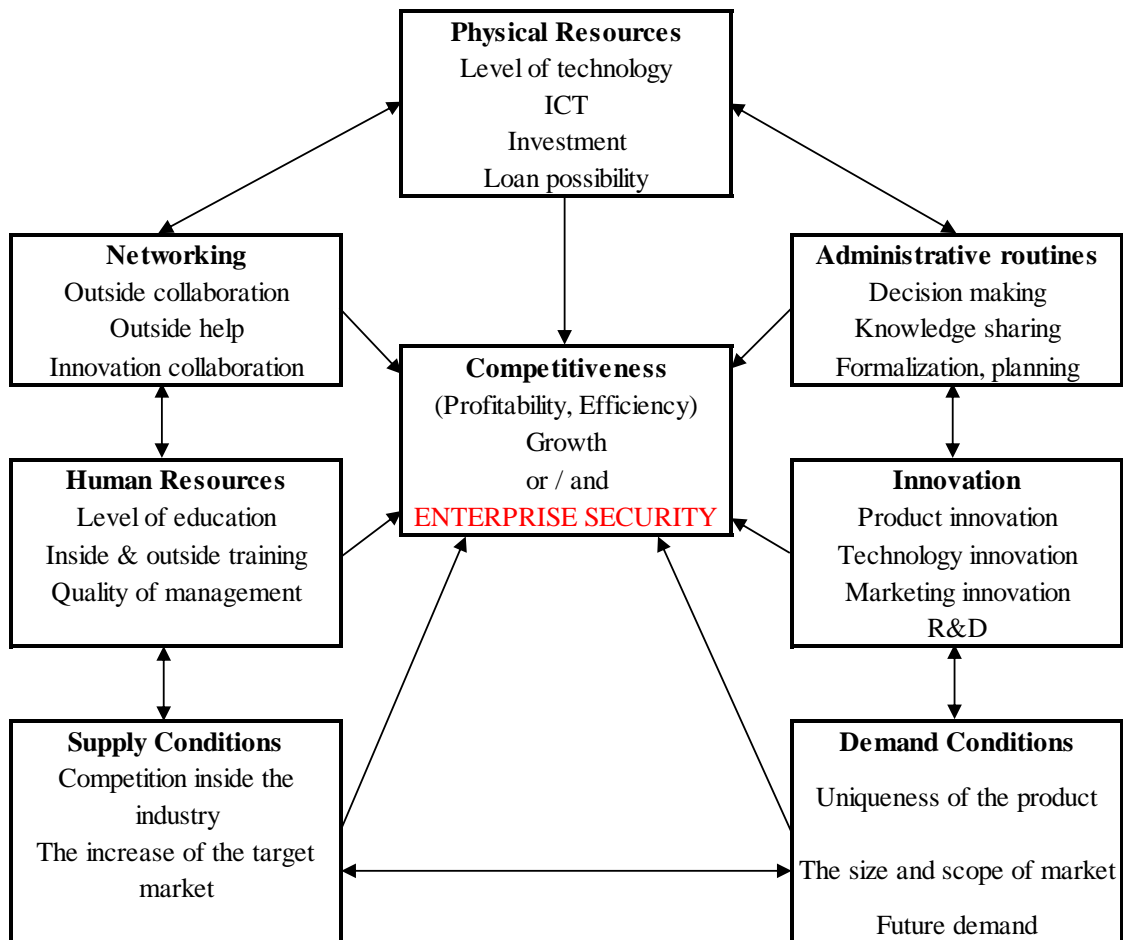 Physical Resources
Level of technology
ICT
Investment
Loan possibility
Networking
Outside collaboration
Outside help
Innovation collaboration
Administrative routines
Decision making
Knowledge sharing
Formalization, planning
Competitiveness
(Profitability, Efficiency)
Growth
or / and
ENTERPRISE SECURITY
Human Resources
Level of education
Inside & outside training
Quality of management
Innovation
Product innovation
Technology innovation
Marketing innovation
R&D
Supply Conditions
Competition inside the
industry
The increase of the target
market
Demand Conditions
Uniqueness of the product
The size and scope of market
Future demand